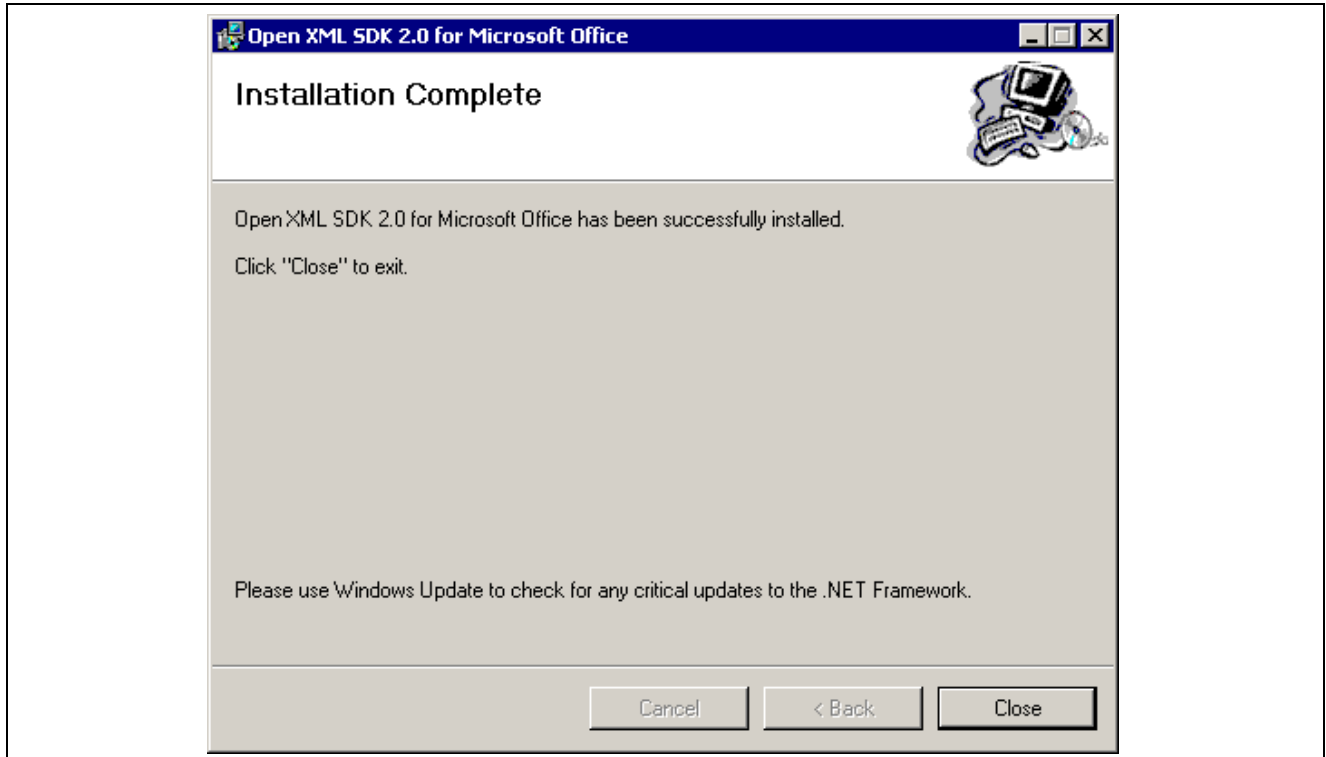 Open XML SDK 2.0 for Microsoft Office
Installation Complete
Open XML SDK 2.0 for Microsoft Office has been successfully installed.
Click "Close" to exit.
Please use Windows Update to check for any critical updates to the .NET Framework.
Cancel
< Back
Close